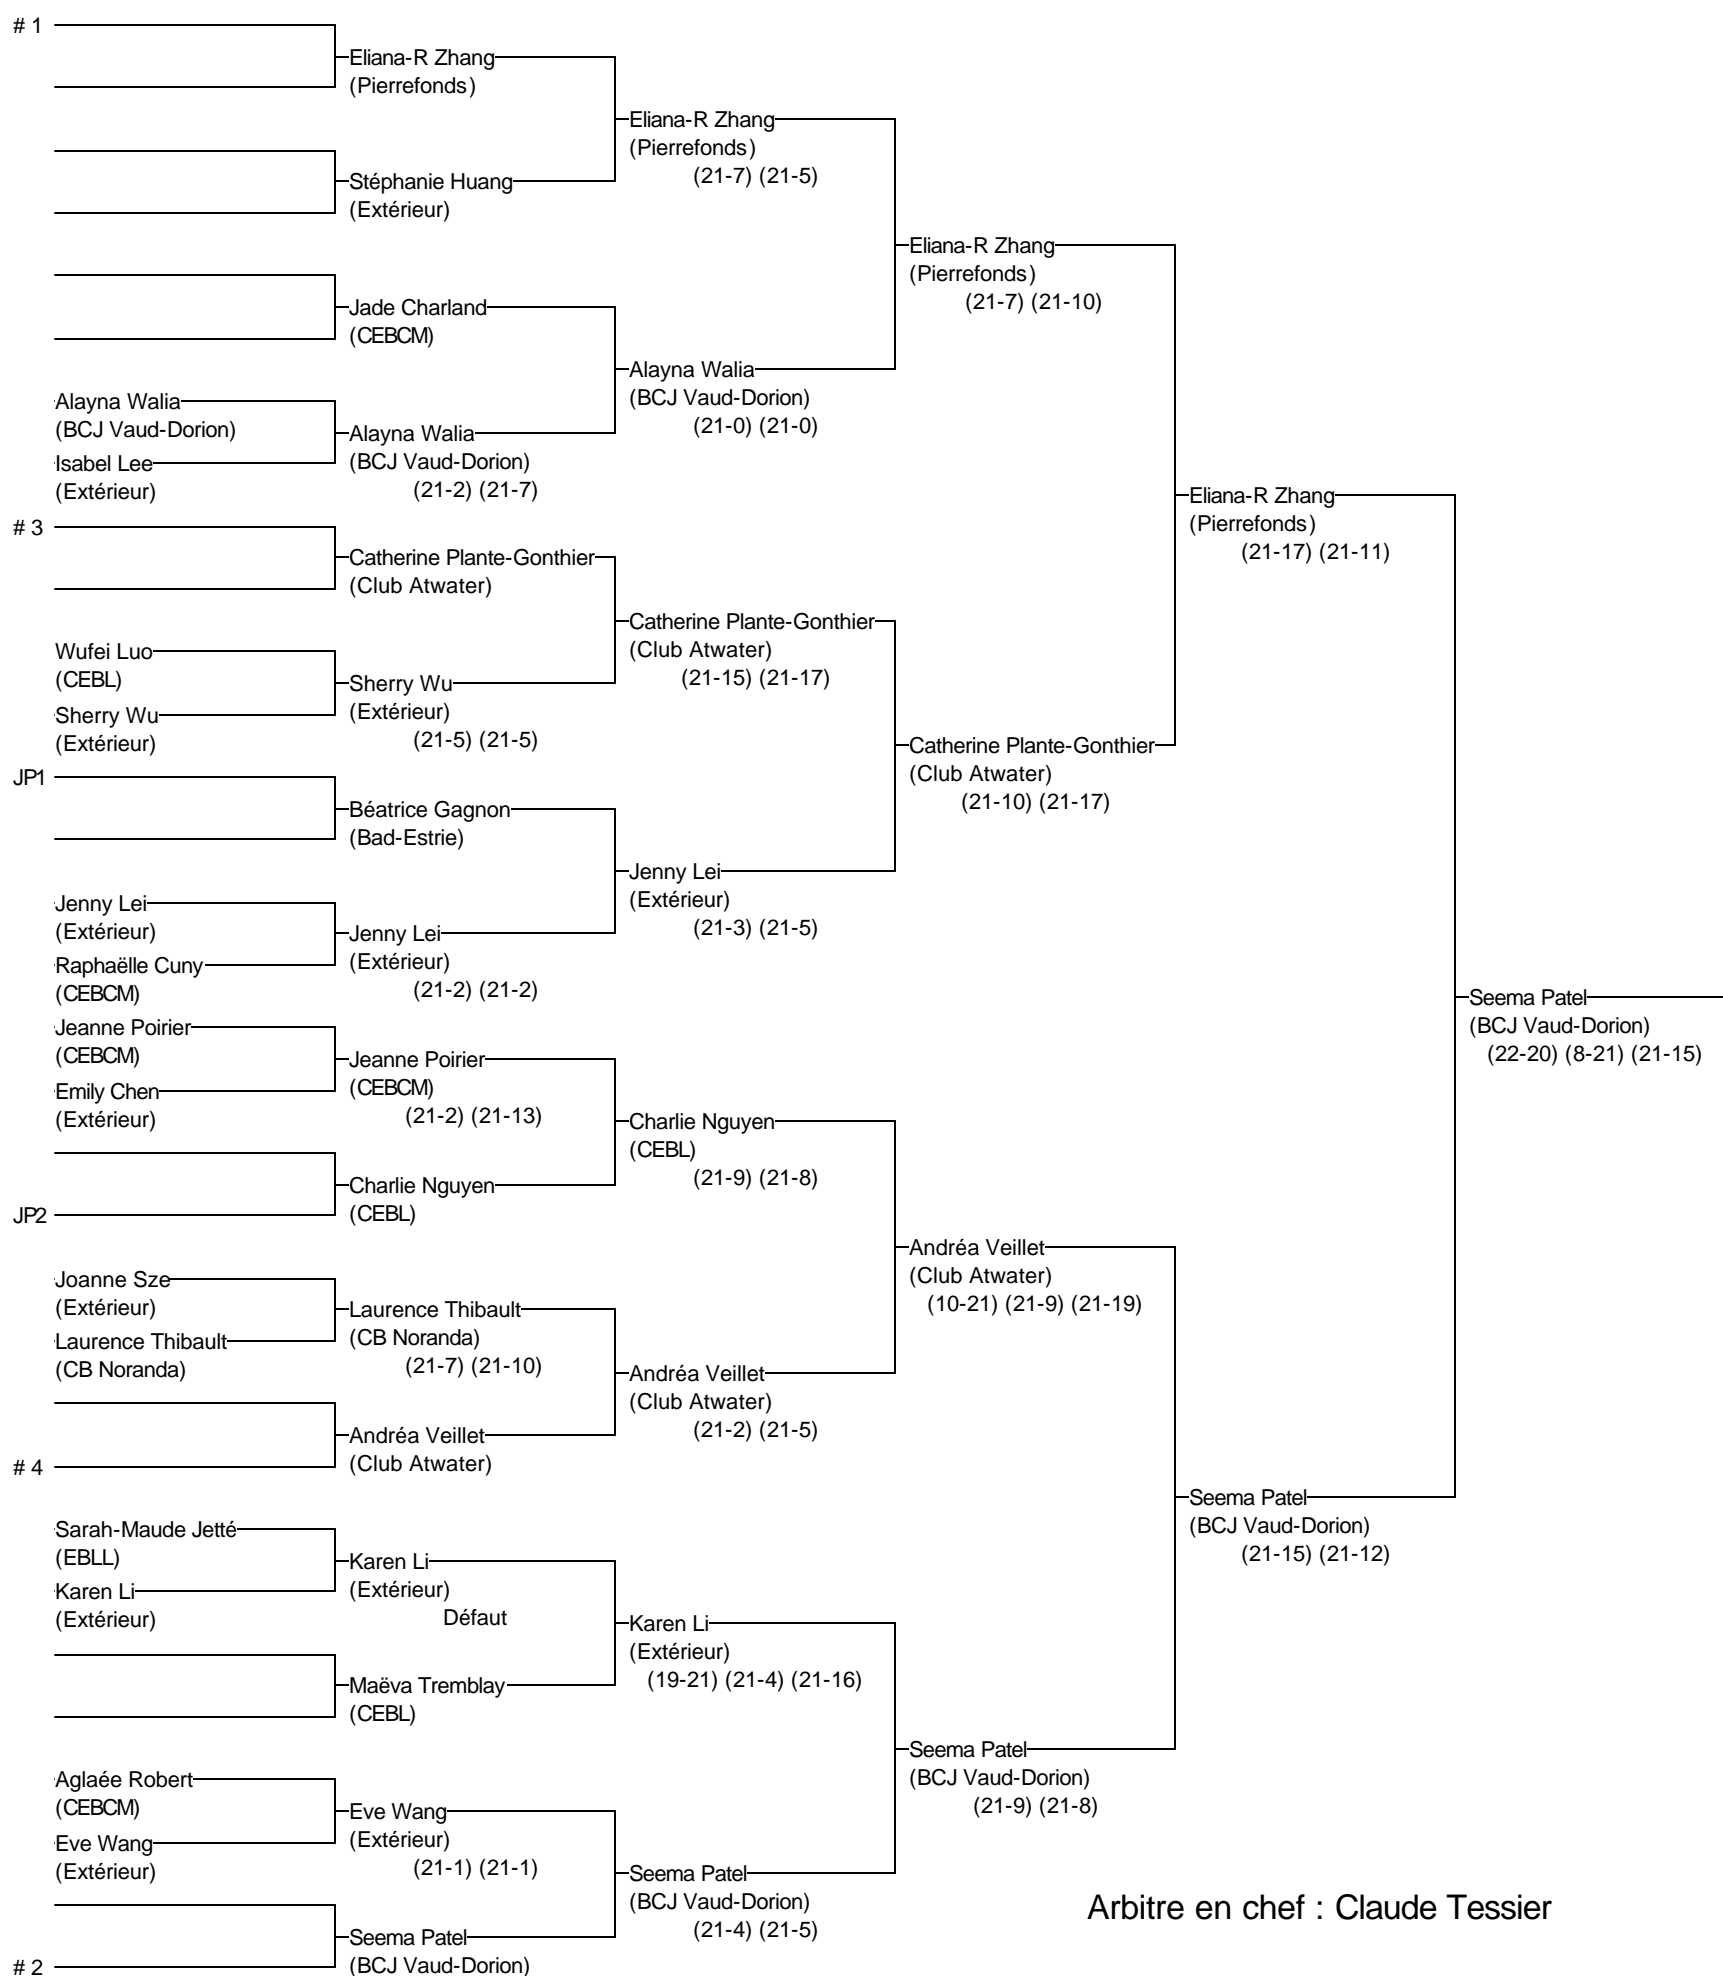 # 1
Eliana-R Zhang
(Pierrefonds)
Eliana-R Zhang
(Pierrefonds)
(21-7) (21-5)
Stéphanie Huang
(Extérieur)
Eliana-R Zhang
(Pierrefonds)
(21-7) (21-10)
Jade Charland
(CEBCM)
Alayna Walia
(BCJ Vaud-Dorion)
(21-0) (21-0)
Alayna Walia
(BCJ Vaud-Dorion)
Isabel Lee
(Extérieur)
Alayna Walia
(BCJ Vaud-Dorion)
(21-2) (21-7)
Eliana-R Zhang
(Pierrefonds)
(21-17) (21-11)
# 3
Catherine Plante-Gonthier
(Club Atwater)
Catherine Plante-Gonthier
(Club Atwater)
(21-15) (21-17)
Wufei Luo
(CEBL)
Sherry Wu
(Extérieur)
Sherry Wu
(Extérieur)
(21-5) (21-5)
Catherine Plante-Gonthier
(Club Atwater)
(21-10) (21-17)
JP1
Béatrice Gagnon
(Bad-Estrie)
Jenny Lei
(Extérieur)
(21-3) (21-5)
Jenny Lei
(Extérieur)
Raphaëlle Cuny
(CEBCM)
Jenny Lei
(Extérieur)
(21-2) (21-2)
Seema Patel
(BCJ Vaud-Dorion)
(22-20) (8-21) (21-15)
Jeanne Poirier
(CEBCM)
Emily Chen
(Extérieur)
Jeanne Poirier
(CEBCM)
(21-2) (21-13)
Charlie Nguyen
(CEBL)
(21-9) (21-8)
Charlie Nguyen
(CEBL)
JP2
Andréa Veillet
(Club Atwater)
(10-21) (21-9) (21-19)
Joanne Sze
(Extérieur)
Laurence Thibault
(CB Noranda)
Laurence Thibault
(CB Noranda)
(21-7) (21-10)
Andréa Veillet
(Club Atwater)
(21-2) (21-5)
Andréa Veillet
(Club Atwater)
# 4
Seema Patel
(BCJ Vaud-Dorion)
(21-15) (21-12)
Sarah-Maude Jetté
(EBLL)
Karen Li
(Extérieur)
Karen Li
(Extérieur)
Défaut
Karen Li
(Extérieur)
(19-21) (21-4) (21-16)
Maëva Tremblay
(CEBL)
Seema Patel
(BCJ Vaud-Dorion)
(21-9) (21-8)
Aglaée Robert
(CEBCM)
Eve Wang
(Extérieur)
Eve Wang
(Extérieur)
(21-1) (21-1)
Seema Patel
(BCJ Vaud-Dorion)
(21-4) (21-5)
Seema Patel
(BCJ Vaud-Dorion)
# 2
Arbitre en chef : Claude Tessier